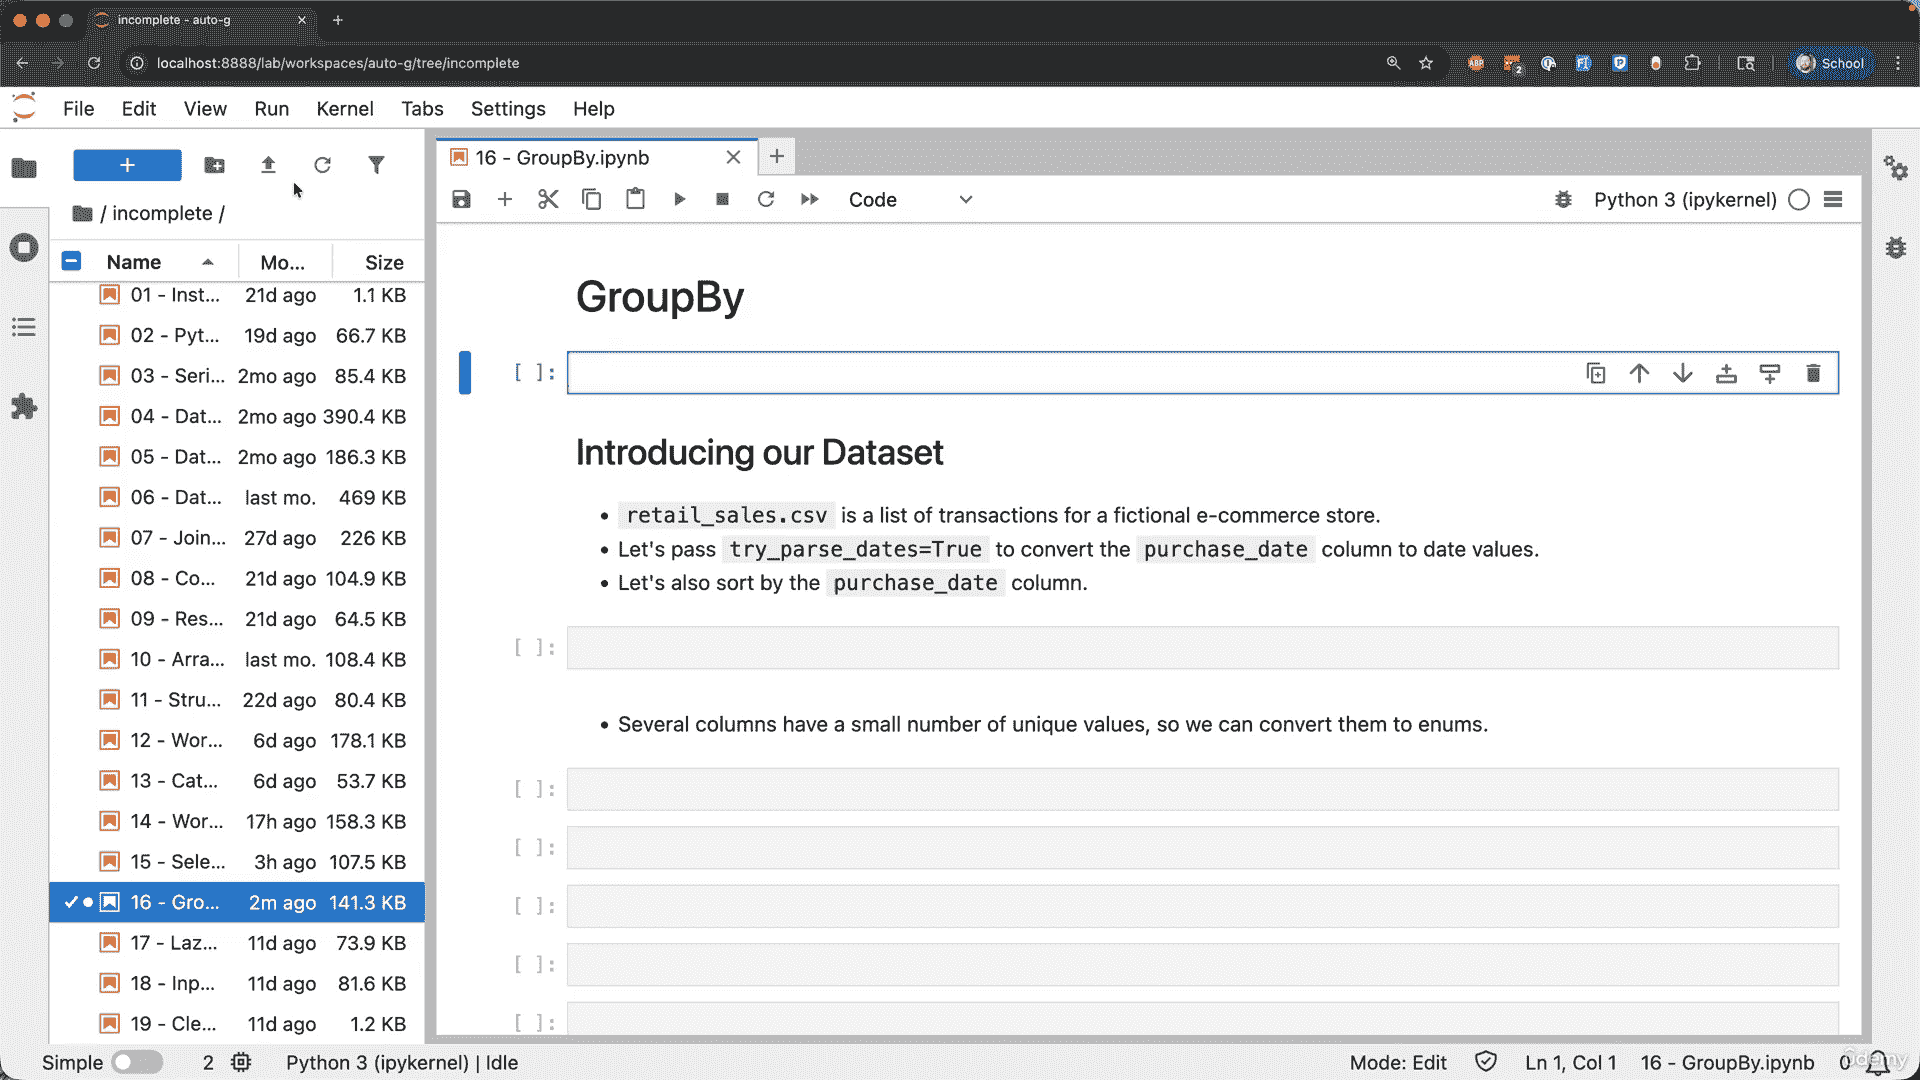 incomplete - auto-g
localhost:8888/lab/workspaces/auto-g/tree/incomplete
ABP
2
School
File Edit View Run Kernel Tabs Settings Help
16 - GroupBy.ipynb
Code
Python 3 (ipykernel)
/ incomplete /
Name Mo... Size
01 - Inst... 21d ago 1.1 KB
02 - Pyt... 19d ago 66.7 KB
03 - Seri... 2mo ago 85.4 KB
04 - Dat... 2mo ago 390.4 KB
05 - Dat... 2mo ago 186.3 KB
06 - Dat... last mo. 469 KB
07 - Join... 27d ago 226 KB
08 - Co... 21d ago 104.9 KB
09 - Res... 21d ago 64.5 KB
10 - Arra... last mo. 108.4 KB
11 - Stru... 22d ago 80.4 KB
12 - Wor... 6d ago 178.1 KB
13 - Cat... 6d ago 53.7 KB
14 - Wor... 17h ago 158.3 KB
15 - Sele... 3h ago 107.5 KB
16 - Gro... 2m ago 141.3 KB
17 - Laz... 11d ago 73.9 KB
18 - Inp... 11d ago 81.6 KB
19 - Cle... 11d ago 1.2 KB
GroupBy
[ ]:
Introducing our Dataset
• retail_sales.csv is a list of transactions for a fictional e-commerce store.
• Let's pass try_parse_dates=True to convert the purchase_date column to date values.
• Let's also sort by the purchase_date column.
[ ]:
• Several columns have a small number of unique values, so we can convert them to enums.
[ ]:
[ ]:
[ ]:
[ ]:
[ ]:
Simple 2 Python 3 (ipykernel) | Idle Mode: Edit Ln 1, Col 1 16 - GroupBy.ipynb 0
Udemy